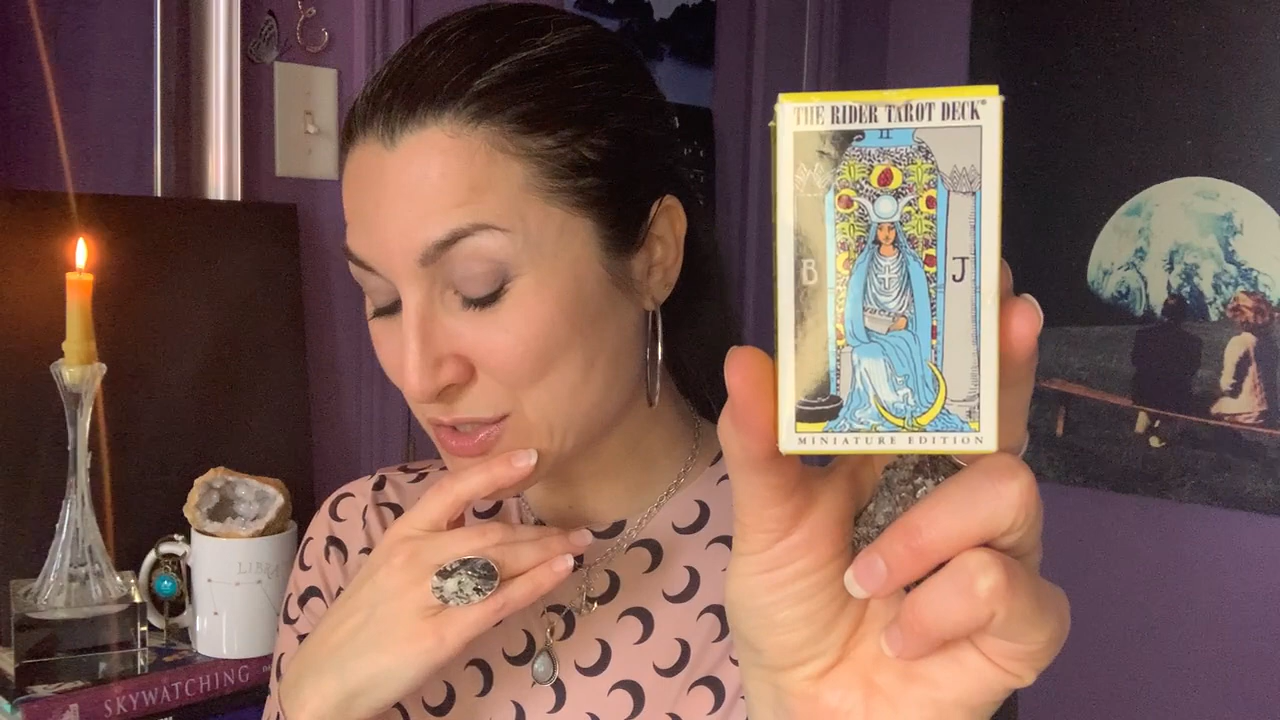 THE RIDER TAROT DECK®
II
B J
MINIATURE EDITION
LIBRA
SKYWATCHING